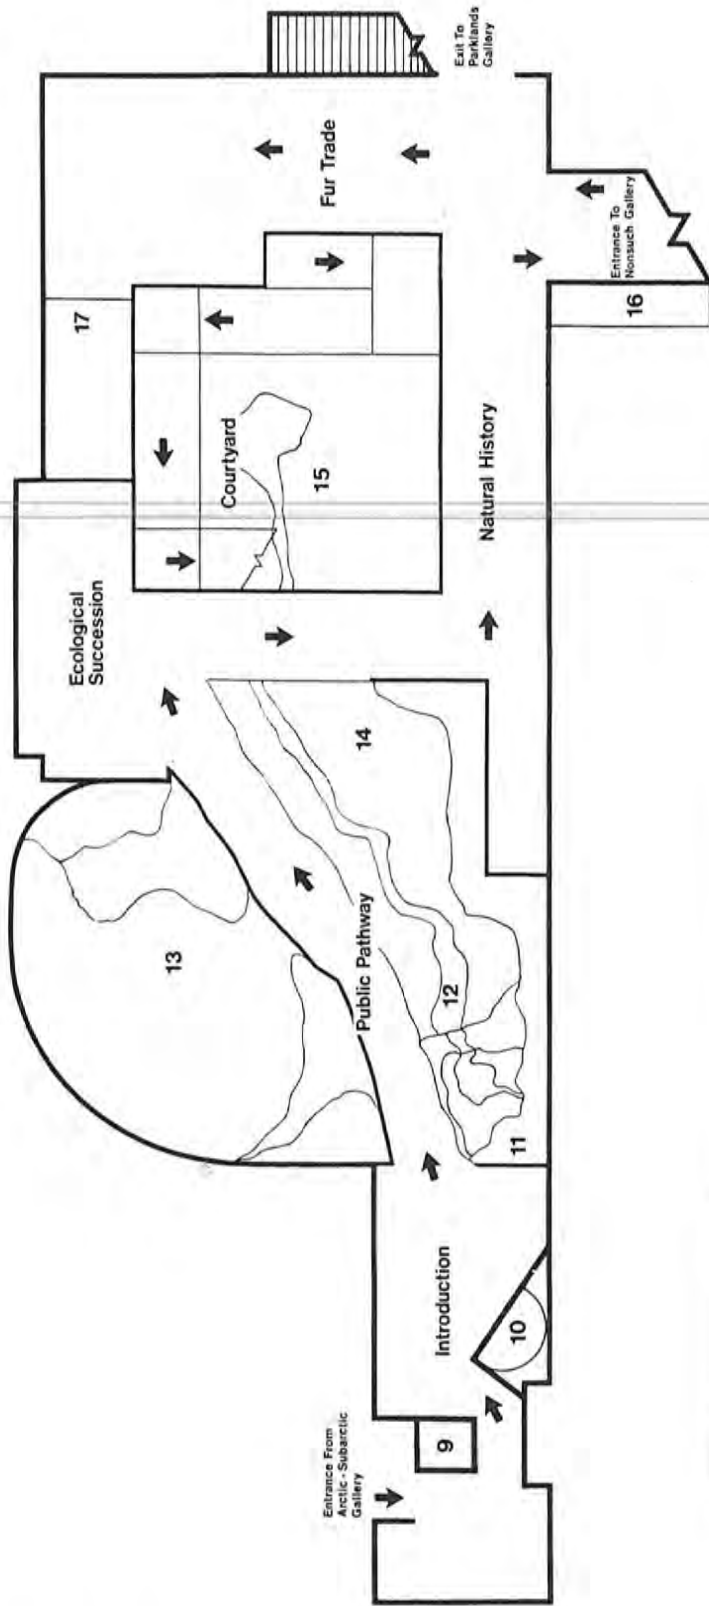 Entrance From
Arctic - Subarctic
Gallery
9
10
Introduction
11
12
Public Pathway
13
14
Ecological
Succession
Courtyard
15
Natural History
16
17
Entrance To
Nonsuch Gallery
Fur Trade
Exit To
Parklands
Gallery